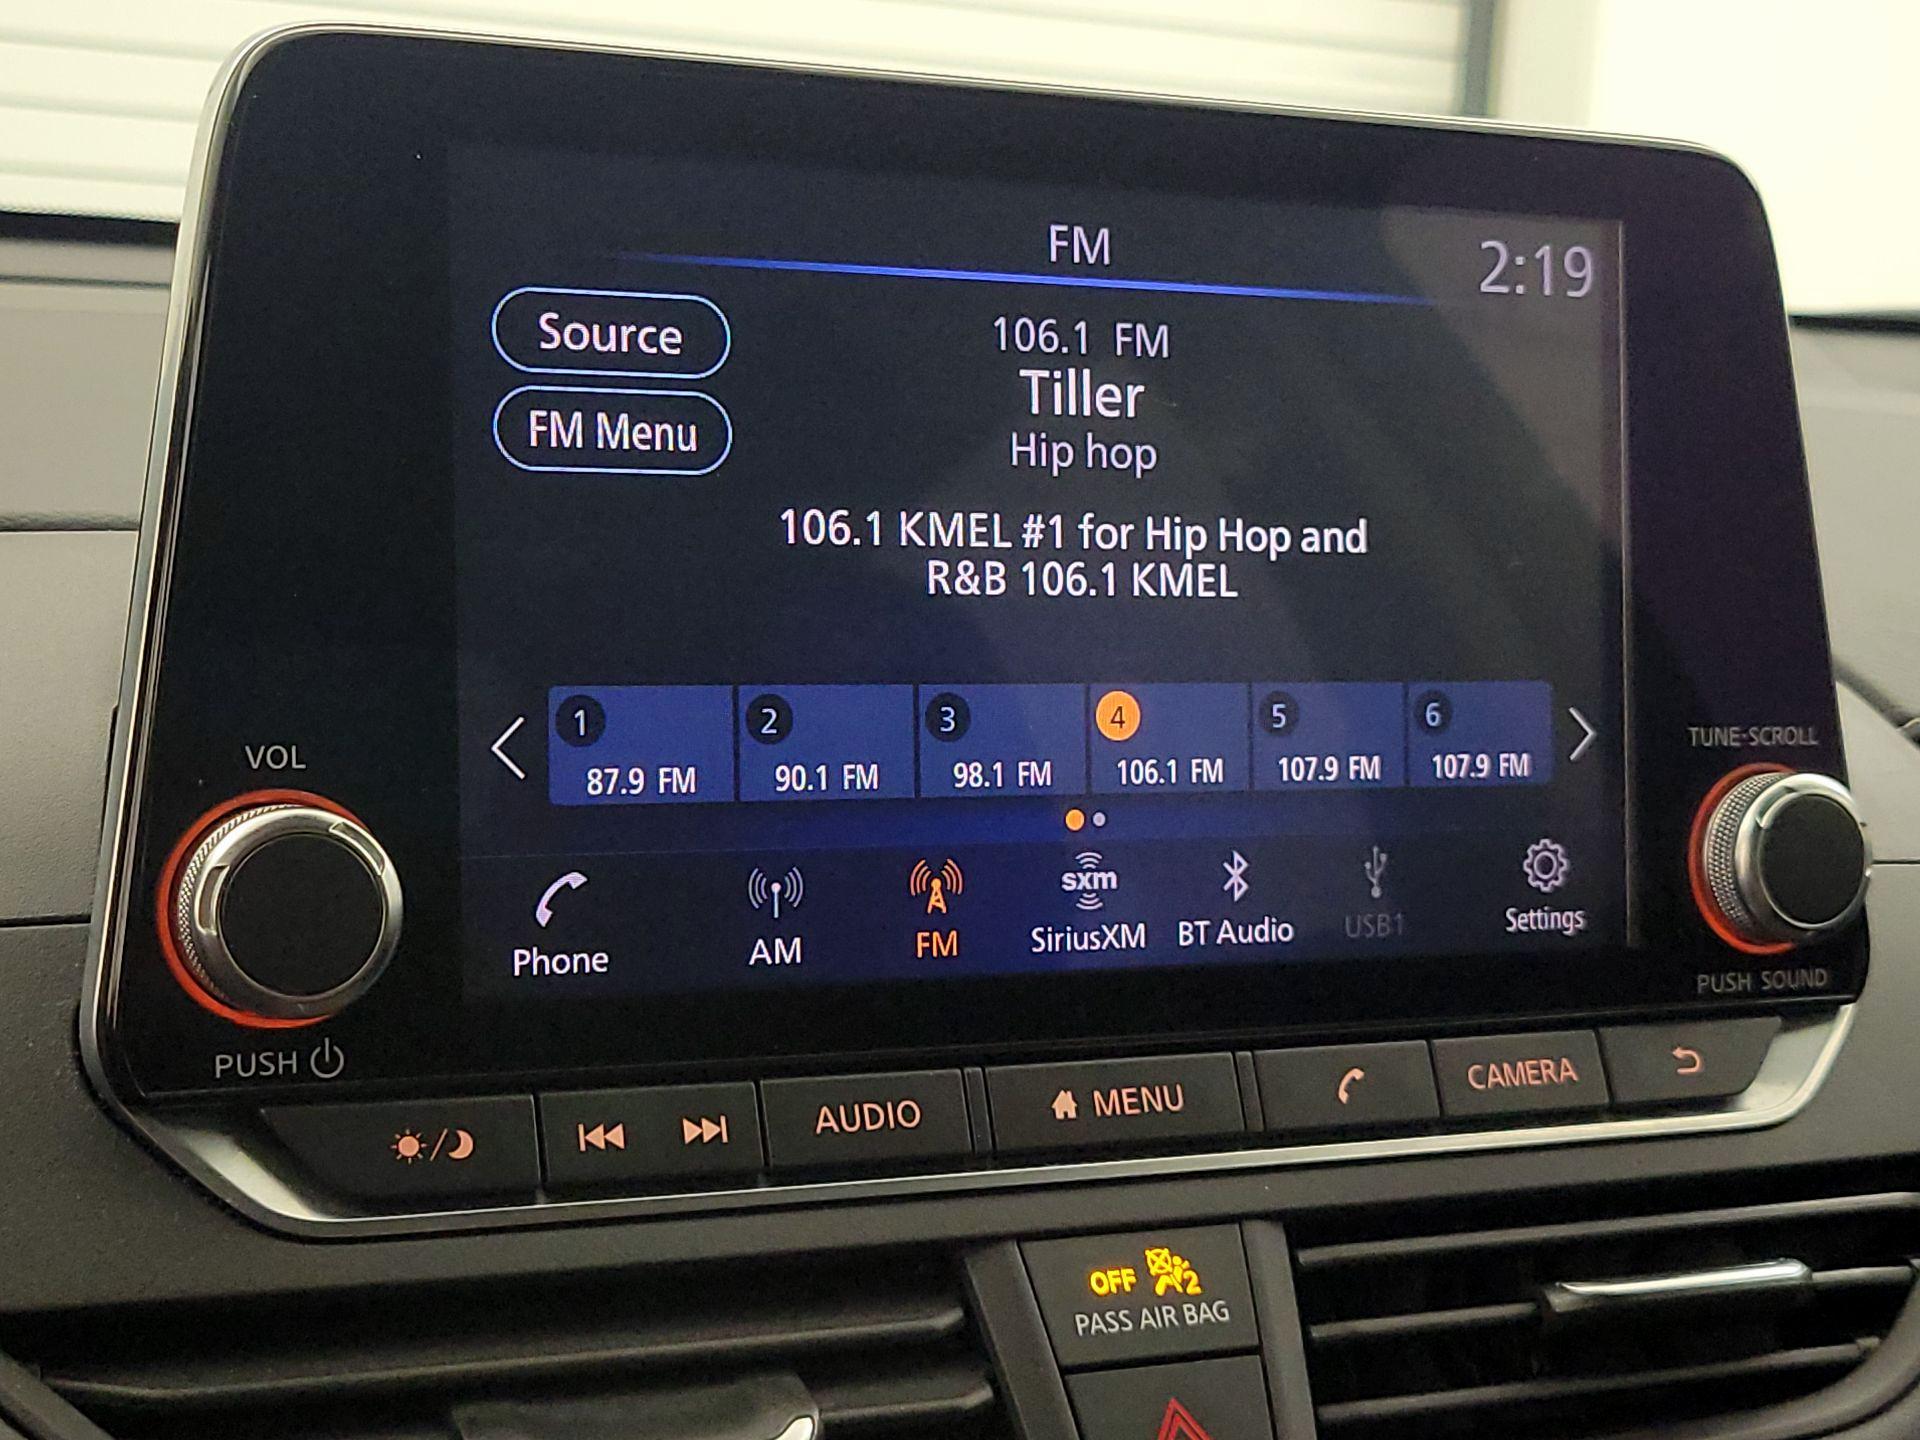 FM
2:19
Source
106.1 FM
Tiller
FM Menu
Hip hop
106.1 KMEL #1 for Hip Hop and
R&B 106.1 KMEL
1
2
3
4
5
6
87.9 FM
90.1 FM
98.1 FM
106.1 FM
107.9 FM
107.9 FM
VOL
TUNE·SCROLL
sxm
Phone
AM
FM
SiriusXM
BT Audio
USB1
Settings
PUSH
PUSH SOUND
AUDIO
MENU
CAMERA
OFF 2
PASS AIR BAG